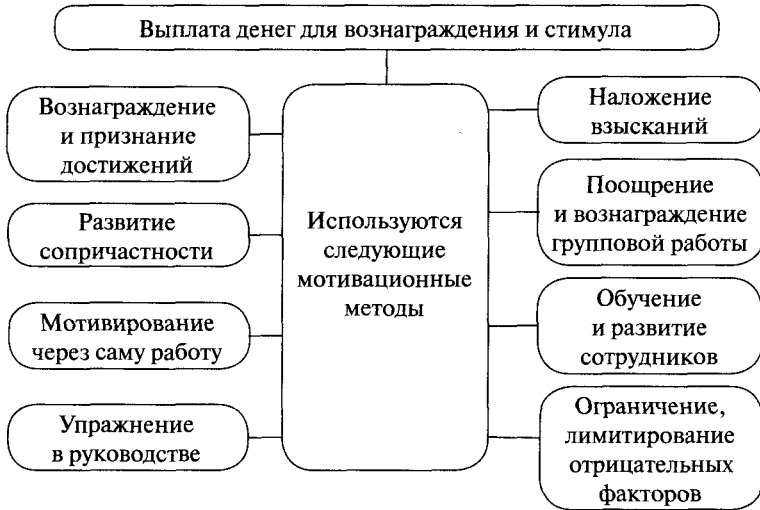 Выплата денег для вознаграждения и стимула
Вознаграждение
и признание
достижений
Развитие
сопричастности
Мотивирование
через саму работу
Упражнение
в руководстве
Используются
следующие
мотивационные
методы
Наложение
взысканий
Поощрение
и вознаграждение
групповой работы
Обучение
и развитие
сотрудников
Ограничение,
лимитирование
отрицательных
факторов